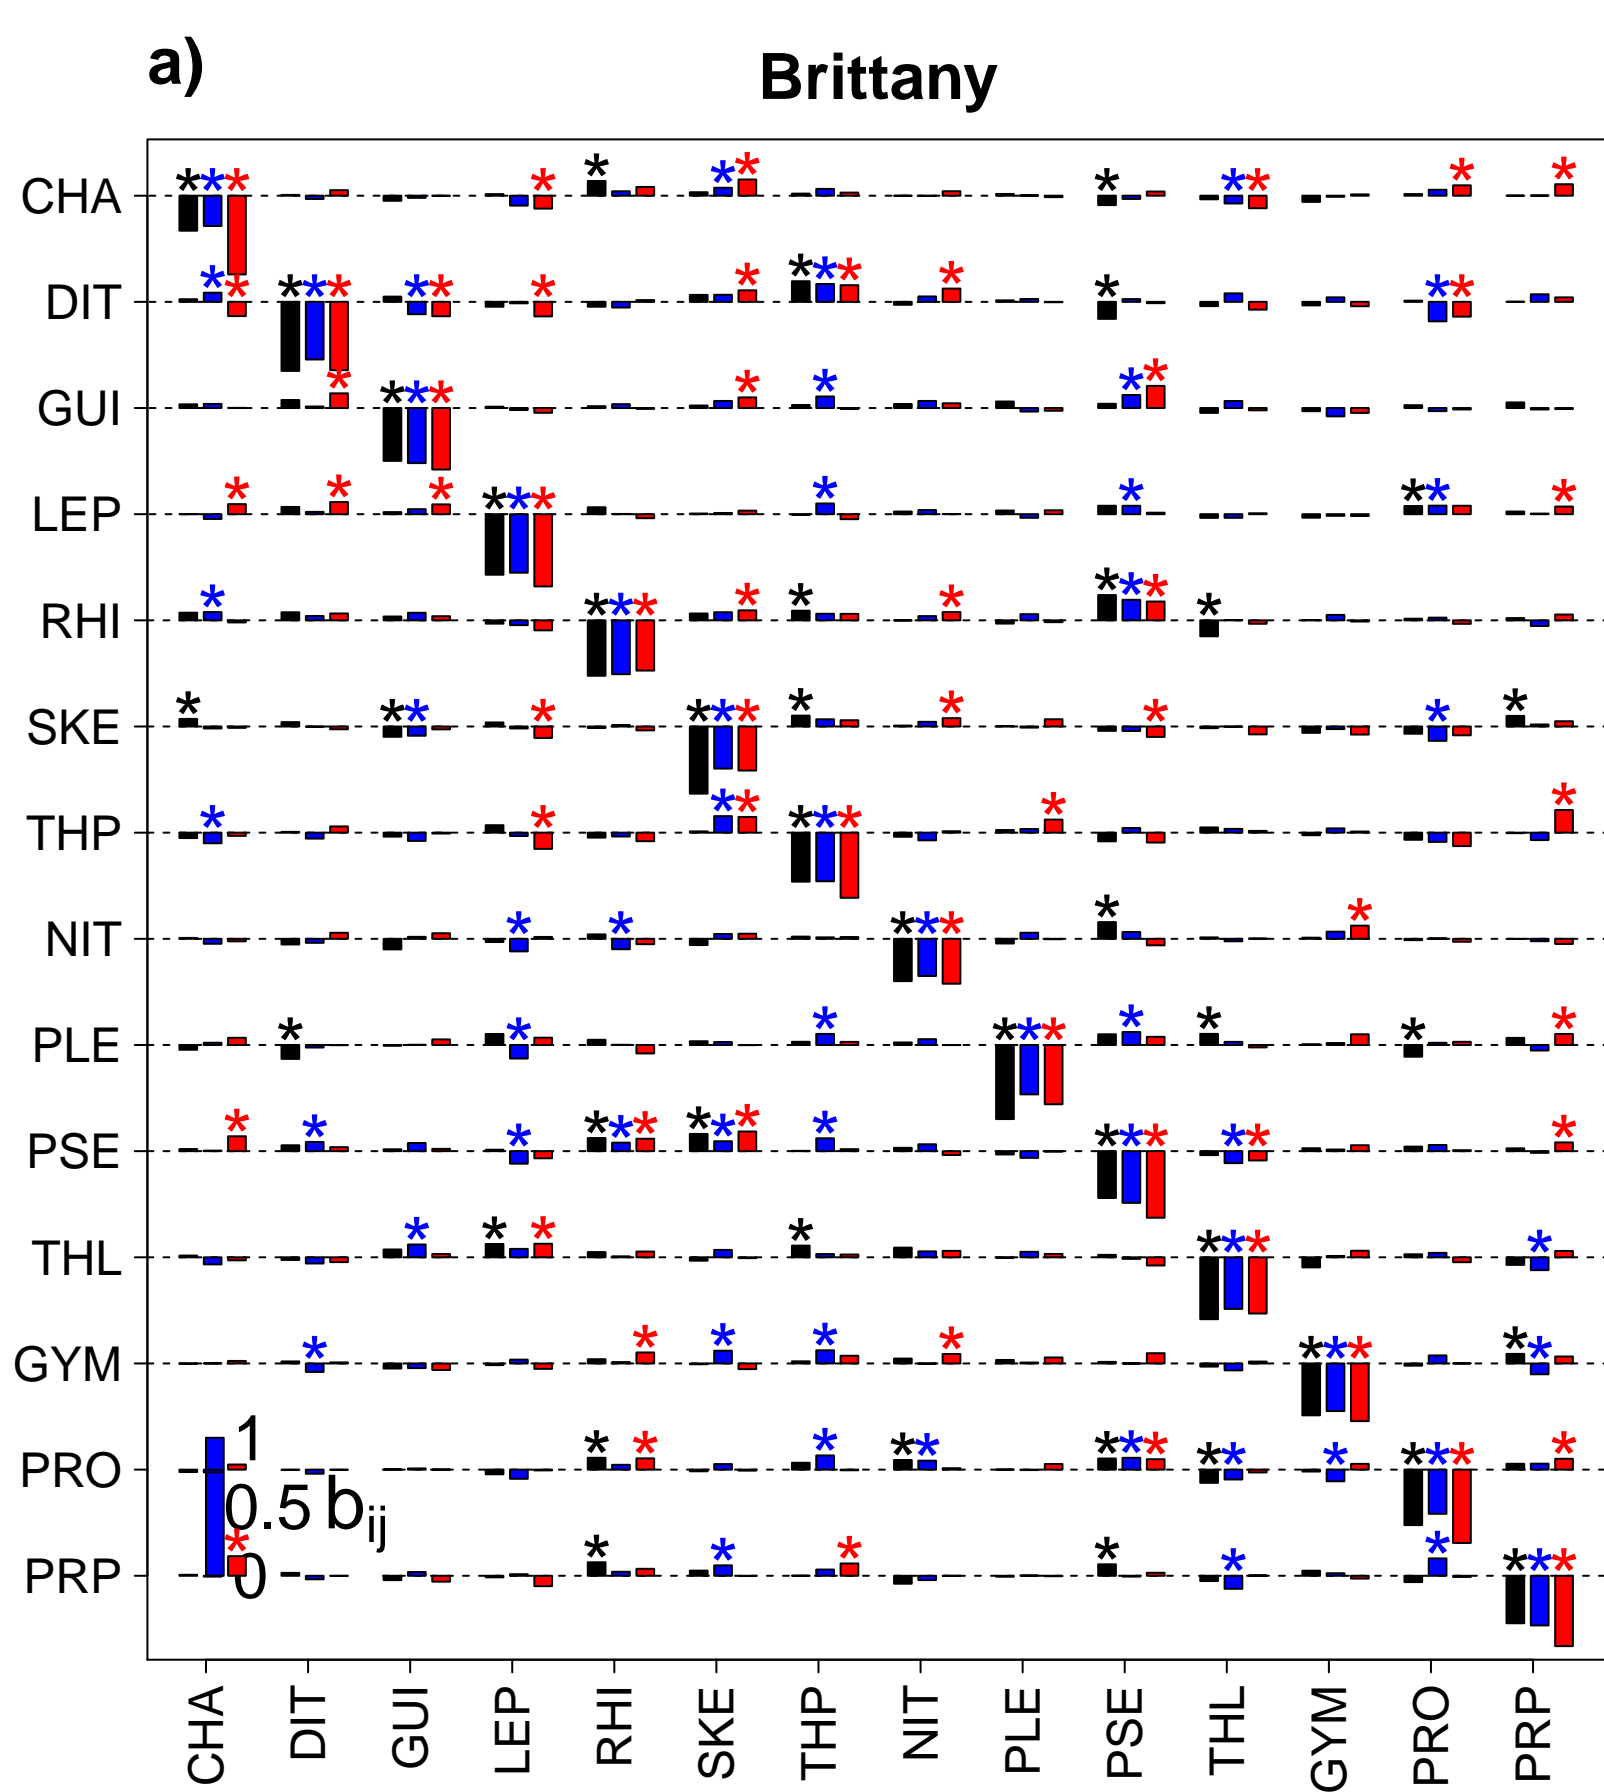 a)
Brittany
CHA
DIT
GUI
LEP
RHI
SKE
THP
NIT
PLE
PSE
THL
GYM
PRO
PRP
1
0.5 bij
0
CHA
DIT
GUI
LEP
RHI
SKE
THP
NIT
PLE
PSE
THL
GYM
PRO
PRP